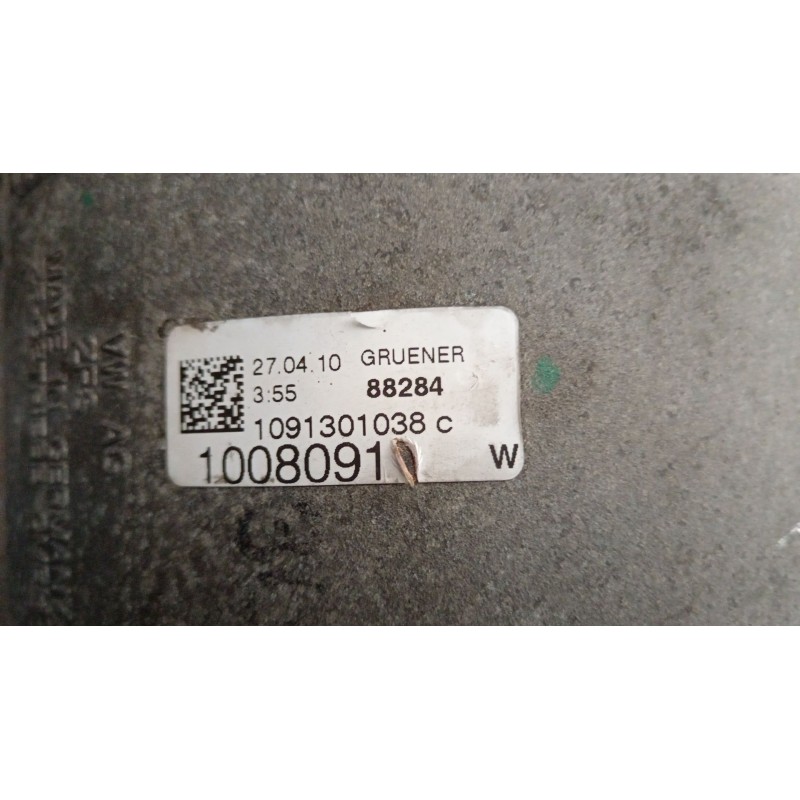 27.04.10 GRUENER
3:55 88284
1091301038 c
1008091
W
VW AG